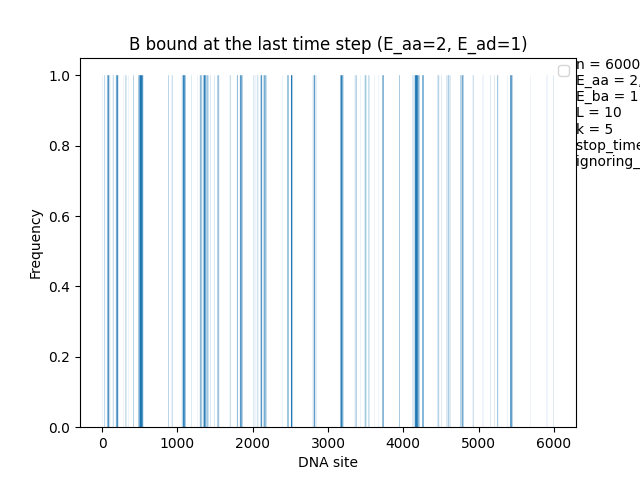 B bound at the last time step (E_aa=2, E_ad=1)
n = 6000
E_aa = 2,
E_ba = 1
L = 10
k = 5
stop_time
ignoring_
1.0
0.8
0.6
0.4
0.2
0.0
Frequency
0 1000 2000 3000 4000 5000 6000
DNA site